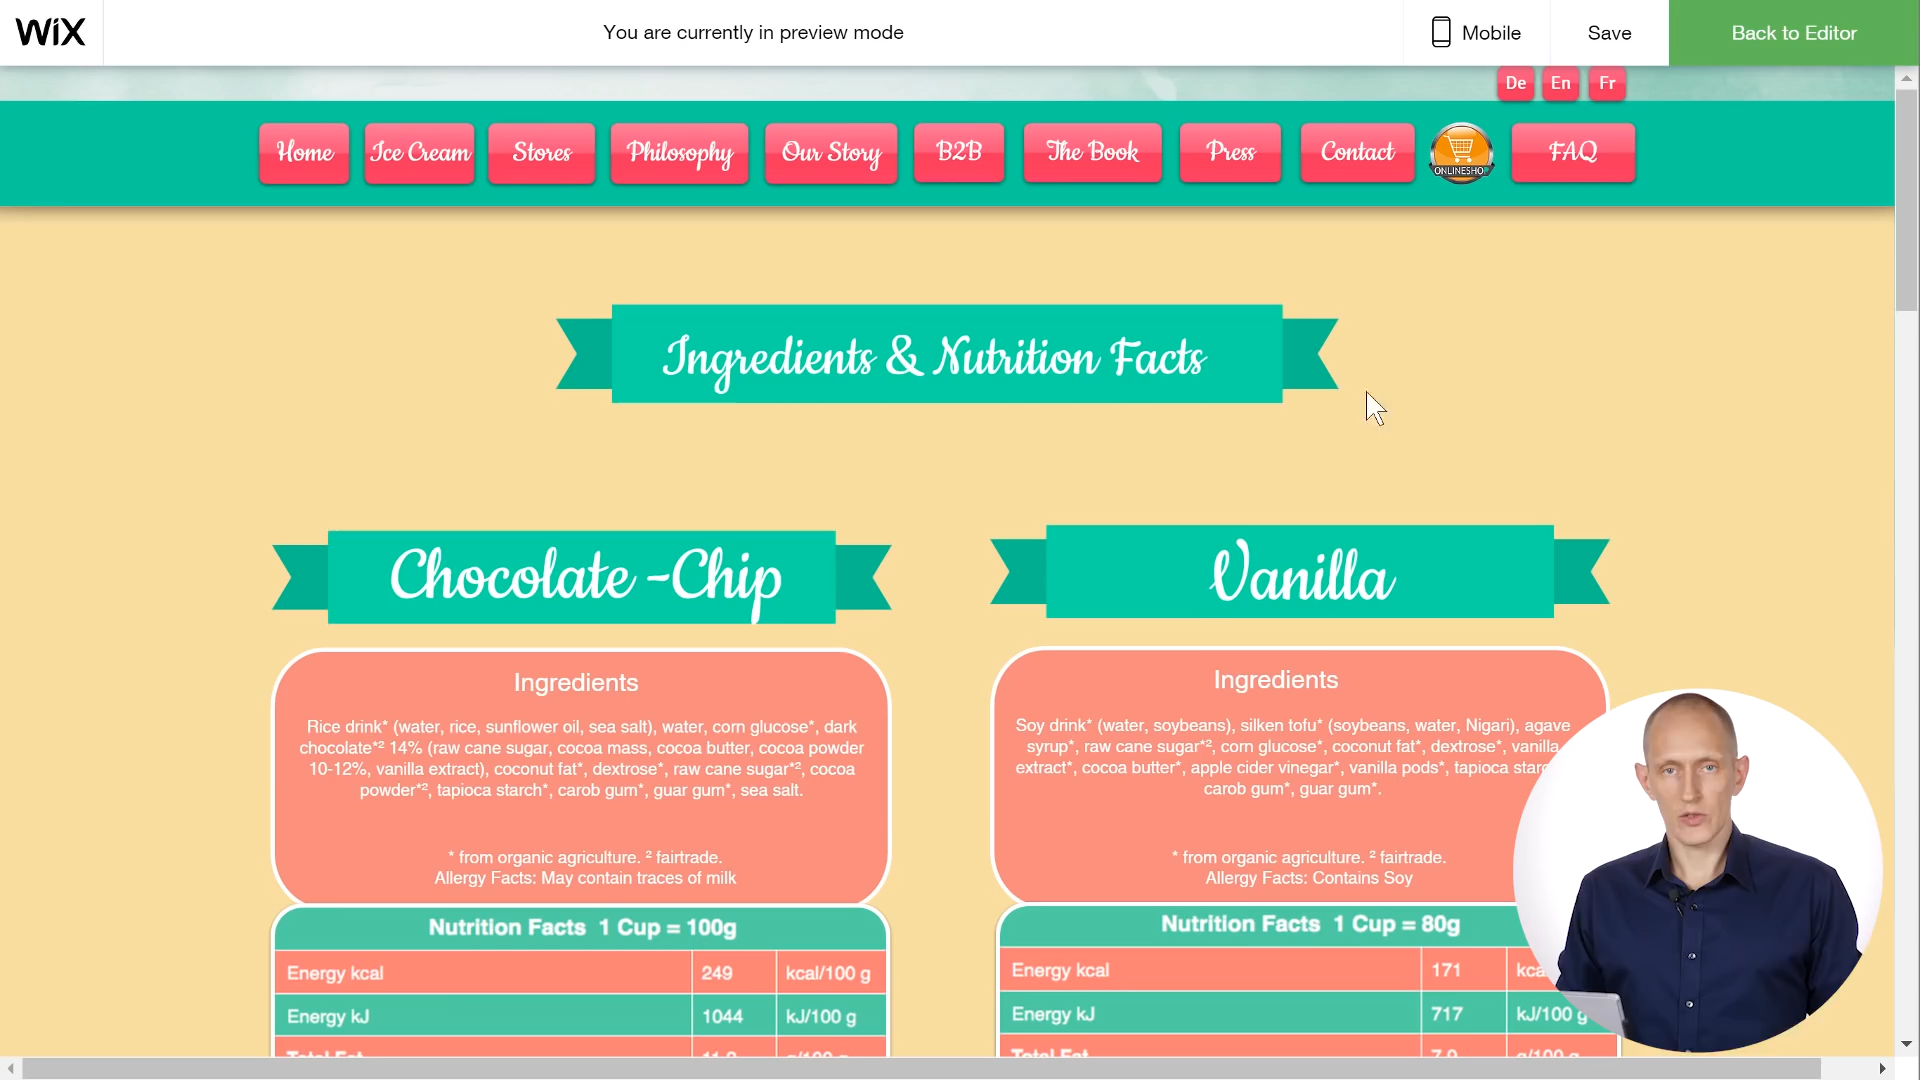 WiX
You are currently in preview mode
Mobile
Save
Back to Editor
De
En
Fr
Home
Ice Cream
Stores
Philosophy
Our Story
B2B
The Book
Press
Contact
ONLINESHOP
FAQ
Ingredients & Nutrition Facts
Chocolate -Chip
Ingredients
Rice drink* (water, rice, sunflower oil, sea salt), water, corn glucose*, dark
chocolate*² 14% (raw cane sugar, cocoa mass, cocoa butter, cocoa powder
10-12%, vanilla extract), coconut fat*, dextrose*, raw cane sugar*², cocoa
powder*², tapioca starch*, carob gum*, guar gum*, sea salt.
* from organic agriculture. ² fairtrade.
Allergy Facts: May contain traces of milk
Nutrition Facts 1 Cup = 100g
Energy kcal 249 kcal/100 g
Energy kJ 1044 kJ/100 g
Total Fat
Vanilla
Ingredients
Soy drink* (water, soybeans), silken tofu* (soybeans, water, Nigari), agave
syrup*, raw cane sugar*², corn glucose*, coconut fat*, dextrose*, vanilla
extract*, cocoa butter*, apple cider vinegar*, vanilla pods*, tapioca
carob gum*, guar gum*.
* from organic agriculture. ² fairtrade.
Allergy Facts: Contains Soy
Nutrition Facts 1 Cup = 80g
Energy kcal 171
Energy kJ 717 kJ/100 g
Total Fat